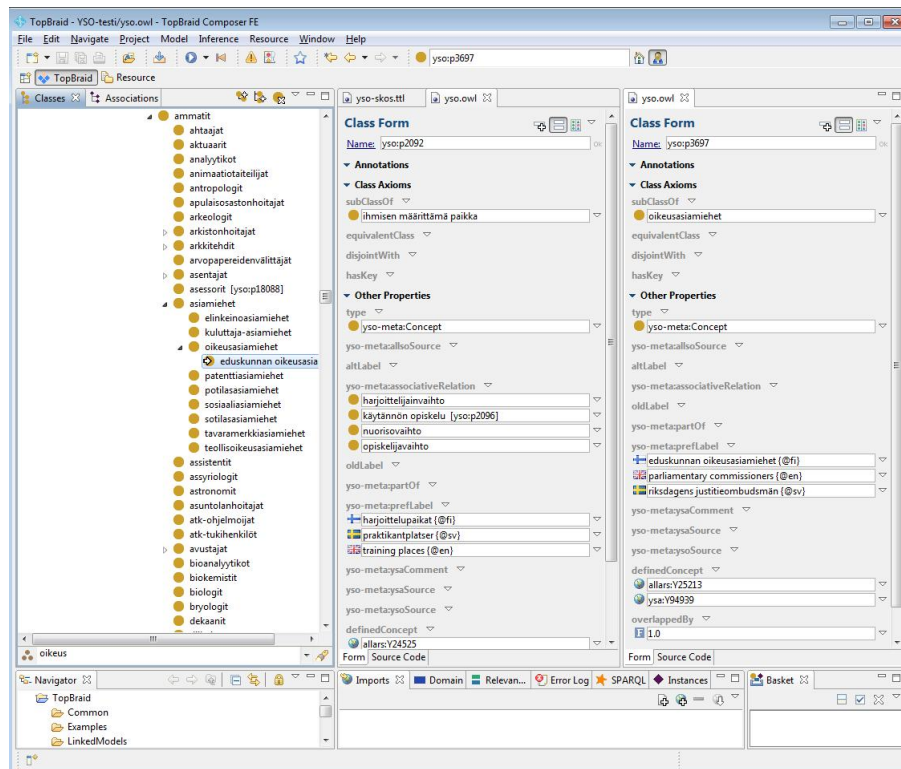 TopBraid - YSO-testi/yso.owl - TopBraid Composer FE
File Edit Navigate Project Model Inference Resource Window Help
yso:p3697
TopBraid Resource
Classes Associations
ammatit
ahtaajat
aktuaarit
analyytikot
animaatiotaiteilijat
antropologit
apulaisosastonhoitajat
arkeologit
arkistonhoitajat
arkkitehdit
arvopapereidenvälittäjät
asentajat
asessorit [yso:p18088]
asiamiehet
elinkeinoasiamiehet
kuluttaja-asiamiehet
oikeusasiamiehet
eduskunnan oikeusasia
patenttiasiamiehet
potilasasiamiehet
sosiaaliasiamiehet
sotilasasiamiehet
tavaramerkkiasiamiehet
teollisoikeusasiamiehet
assistentit
assyriologit
astronomit
asuntolanhoitajat
atk-ohjelmoijat
atk-tukihenkilöt
avustajat
bioanalyytikot
biokemistit
biologit
bryologit
dekaanit
oikeus
yso-skos.ttl yso.owl
Class Form
Name: yso:p2092 Ok
Annotations
Class Axioms
subClassOf
ihmisen määrittämä paikka
equivalentClass
disjointWith
hasKey
Other Properties
type
yso-meta:Concept
yso-meta:allsoSource
altLabel
yso-meta:associativeRelation
harjoittelijainvaihto
käytännön opiskelu [yso:p2096]
nuorisovaihto
opiskelijavaihto
oldLabel
yso-meta:partOf
yso-meta:prefLabel
harjoittelupaikat {@fi}
praktikantplatser {@sv}
training places {@en}
yso-meta:ysaComment
yso-meta:ysaSource
yso-meta:ysoSource
definedConcept
allars:Y24525
Form Source Code
yso.owl
Class Form
Name: yso:p3697 Ok
Annotations
Class Axioms
subClassOf
oikeusasiamiehet
equivalentClass
disjointWith
hasKey
Other Properties
type
yso-meta:Concept
yso-meta:allsoSource
altLabel
yso-meta:associativeRelation
oldLabel
yso-meta:partOf
yso-meta:prefLabel
eduskunnan oikeusasiamiehet {@fi}
parliamentary commissioners {@en}
riksdagens justitieombudsmän {@sv}
yso-meta:ysaComment
yso-meta:ysaSource
yso-meta:ysoSource
definedConcept
allars:Y25213
ysa:Y94939
overlappedBy
1.0
Form Source Code
Navigator
TopBraid
Common
Examples
LinkedModels
Imports Domain Relevan... Error Log SPARQL Instances
Basket